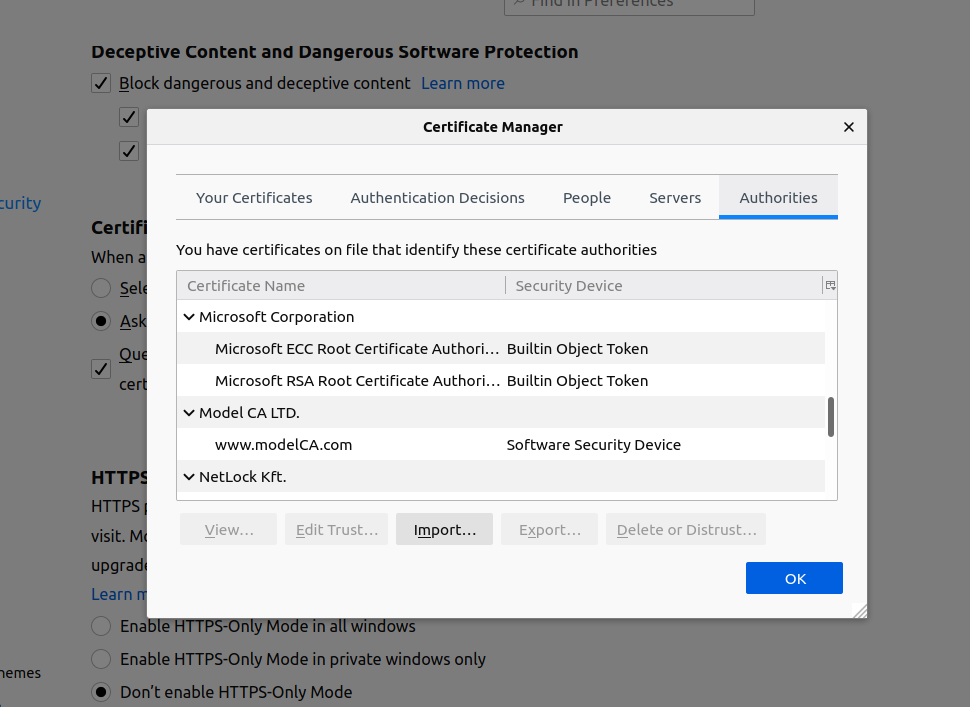 Find in Preferences
Deceptive Content and Dangerous Software Protection
Block dangerous and deceptive content Learn more
Certificate Manager
Your Certificates Authentication Decisions People Servers Authorities
You have certificates on file that identify these certificate authorities
Certificate Name Security Device
Microsoft Corporation
Microsoft ECC Root Certificate Authori… Builtin Object Token
Microsoft RSA Root Certificate Authori… Builtin Object Token
Model CA LTD.
www.modelCA.com Software Security Device
NetLock Kft.
View… Edit Trust… Import… Export… Delete or Distrust…
OK
curity
Certifi
When a
Sele
Ask
Que
cert
HTTPS
HTTPS p
visit. Mo
upgrade
Learn m
Enable HTTPS-Only Mode in all windows
Enable HTTPS-Only Mode in private windows only
hemes
Don’t enable HTTPS-Only Mode